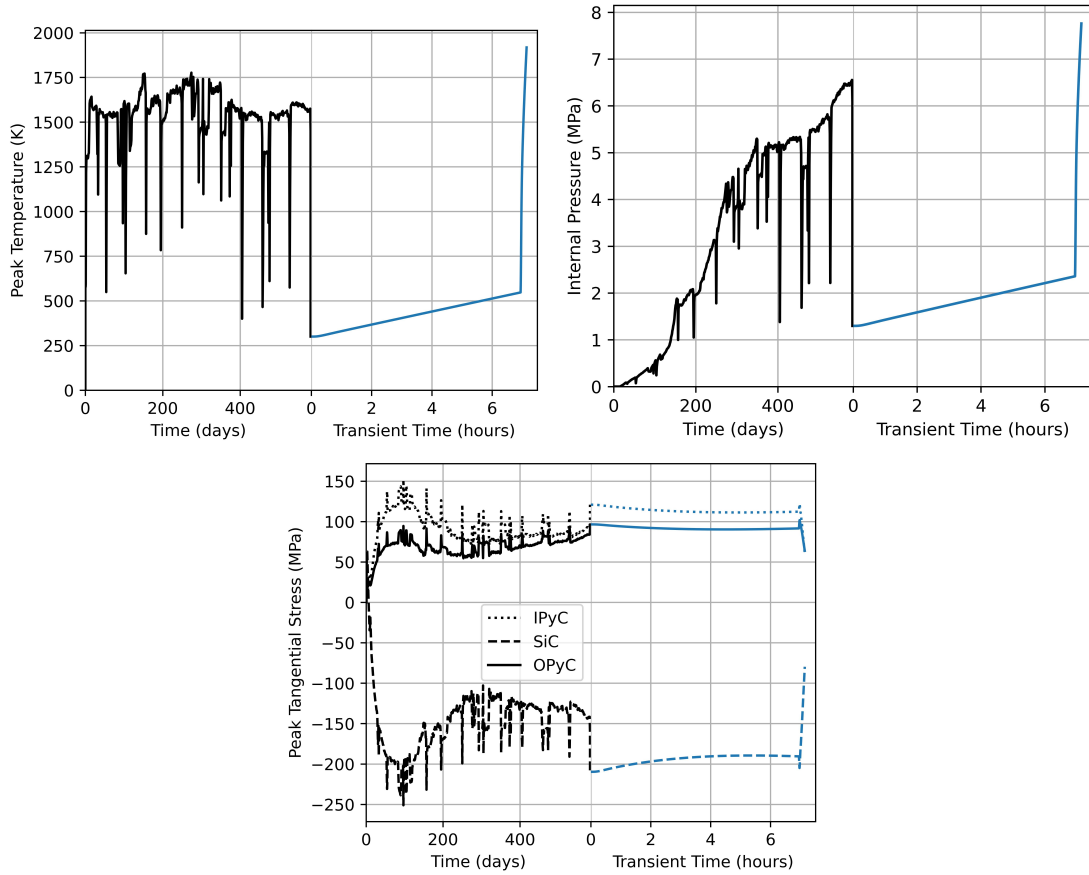 2000
1750
1500
1250
1000
750
500
250
0
Peak Temperature (K)
0 200 400 0 2 4 6
Time (days) Transient Time (hours)
8
7
6
5
4
3
2
1
0
Internal Pressure (MPa)
0 200 400 0 2 4 6
Time (days) Transient Time (hours)
150
100
50
0
−50
−100
−150
−200
−250
Peak Tangential Stress (MPa)
IPyC
SiC
OPyC
0 200 400 0 2 4 6
Time (days) Transient Time (hours)